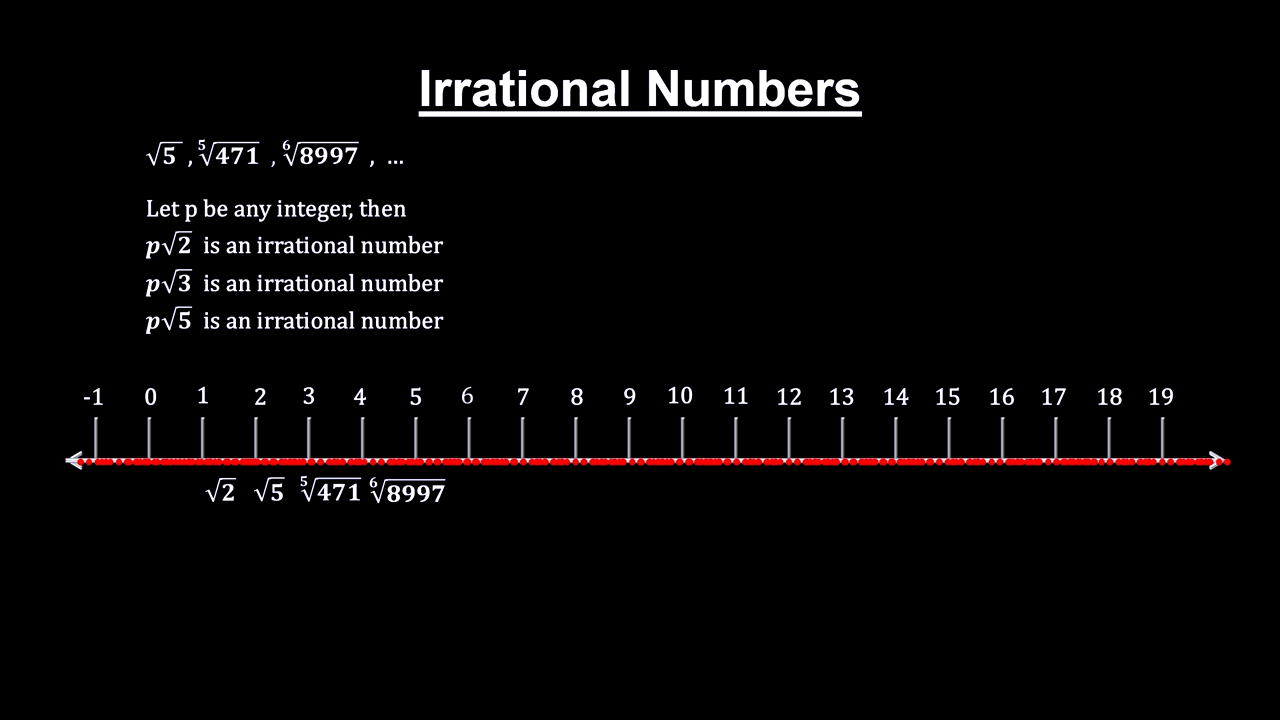 Irrational Numbers
√5 , ⁵√471 , ⁶√8997 , ...
Let p be any integer, then
p√2 is an irrational number
p√3 is an irrational number
p√5 is an irrational number
-1 0 1 2 3 4 5 6 7 8 9 10 11 12 13 14 15 16 17 18 19
√2 √5 ⁵√471 ⁶√8997